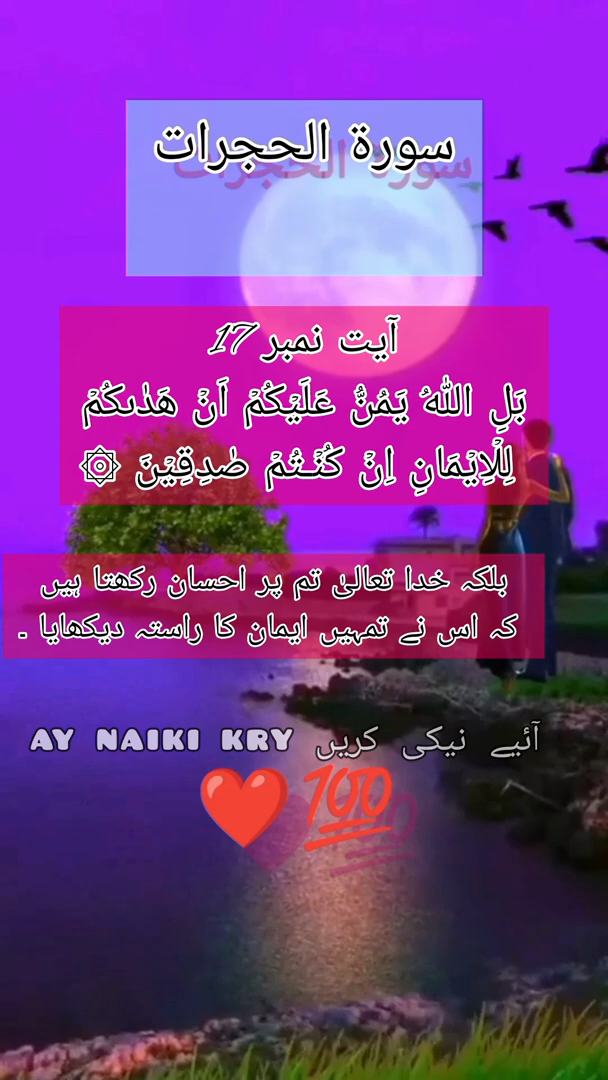 سورة الحجرات
آیت نمبر 17
بَلِ اللّٰهُ يَمُنُّ عَلَيۡكُمۡ اَنۡ هَدٰٮكُمۡ
لِلۡاِيۡمَانِ اِنۡ كُنۡـتُمۡ صٰدِقِيۡنَ ۞
بلکہ خدا تعالیٰ تم پر احسان رکھتا ہیں
کہ اس نے تمہیں ایمان کا راستہ دیکھایا ۔
آئیے نیکی کریں AY NAIKI KRY
❤️💯